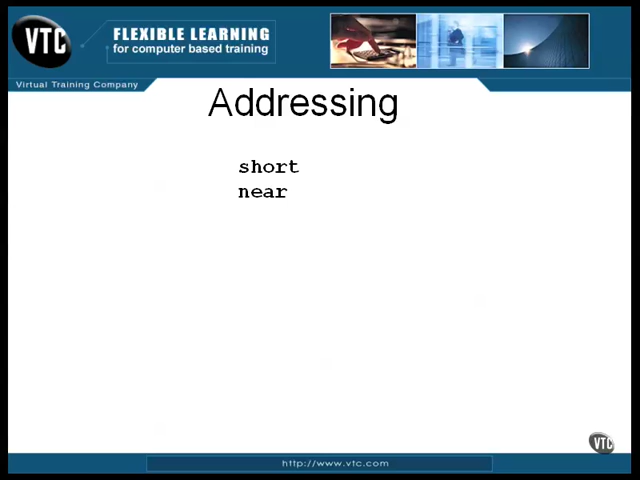 VTC
FLEXIBLE LEARNING
for computer based training
Virtual Training Company
Addressing
short
near
VTC
http://www.vtc.com